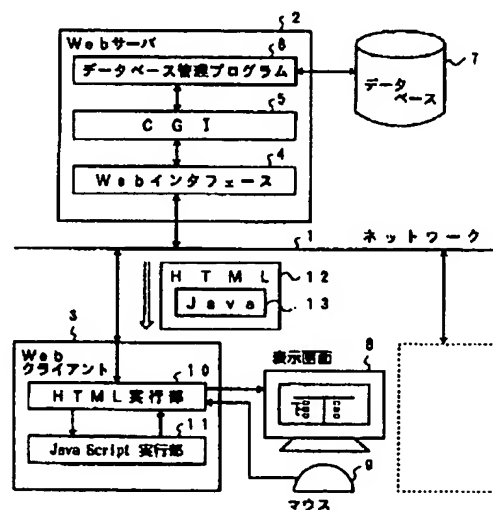 2
Webサーバ
6
データベース管理プログラム
7
データ
ベース
5
CGI
4
Webインタフェース
1
ネットワーク
HTML
12
Java
13
3
Web
クライアント
10
HTML実行部
11
Java Script 実行部
表示画面
8
9
マウス